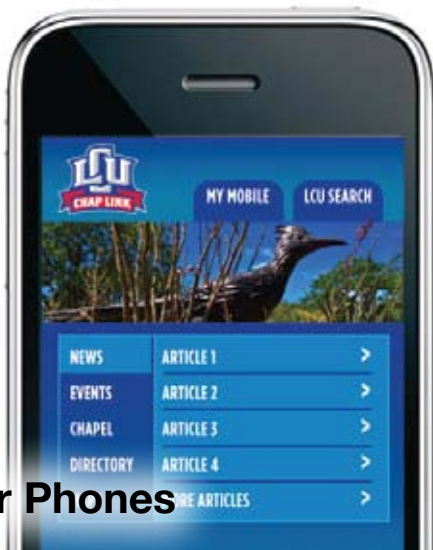 LCU
CHAP LINK
MY MOBILE
LCU SEARCH
NEWS
ARTICLE 1 >
EVENTS
ARTICLE 2 >
CHAPEL
ARTICLE 3 >
DIRECTORY
ARTICLE 4 >
ARTICLES >
Phones